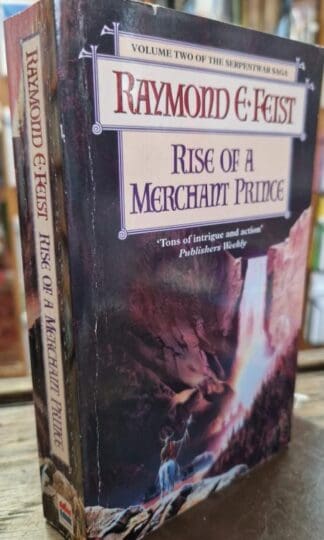 VOLUME TWO OF THE SERPENTWAR SAGA
RAYMOND E·FEIST
RISE OF A
MERCHANT PRINCE
'Tons of intrigue and action'
Publishers Weekly
RAYMOND E·FEIST RISE OF A MERCHANT PRINCE